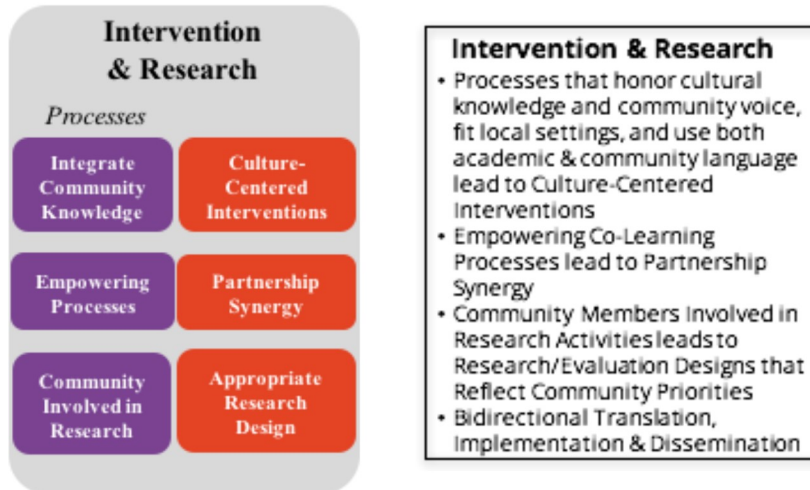 Intervention
& Research
Processes
Integrate
Community
Knowledge
Culture-
Centered
Interventions
Empowering
Processes
Partnership
Synergy
Community
Involved in
Research
Appropriate
Research
Design
Intervention & Research
• Processes that honor cultural
knowledge and community voice,
fit local settings, and use both
academic & community language
lead to Culture-Centered
Interventions
• Empowering Co-Learning
Processes lead to Partnership
Synergy
• Community Members Involved in
Research Activities leads to
Research/Evaluation Designs that
Reflect Community Priorities
• Bidirectional Translation,
Implementation & Dissemination